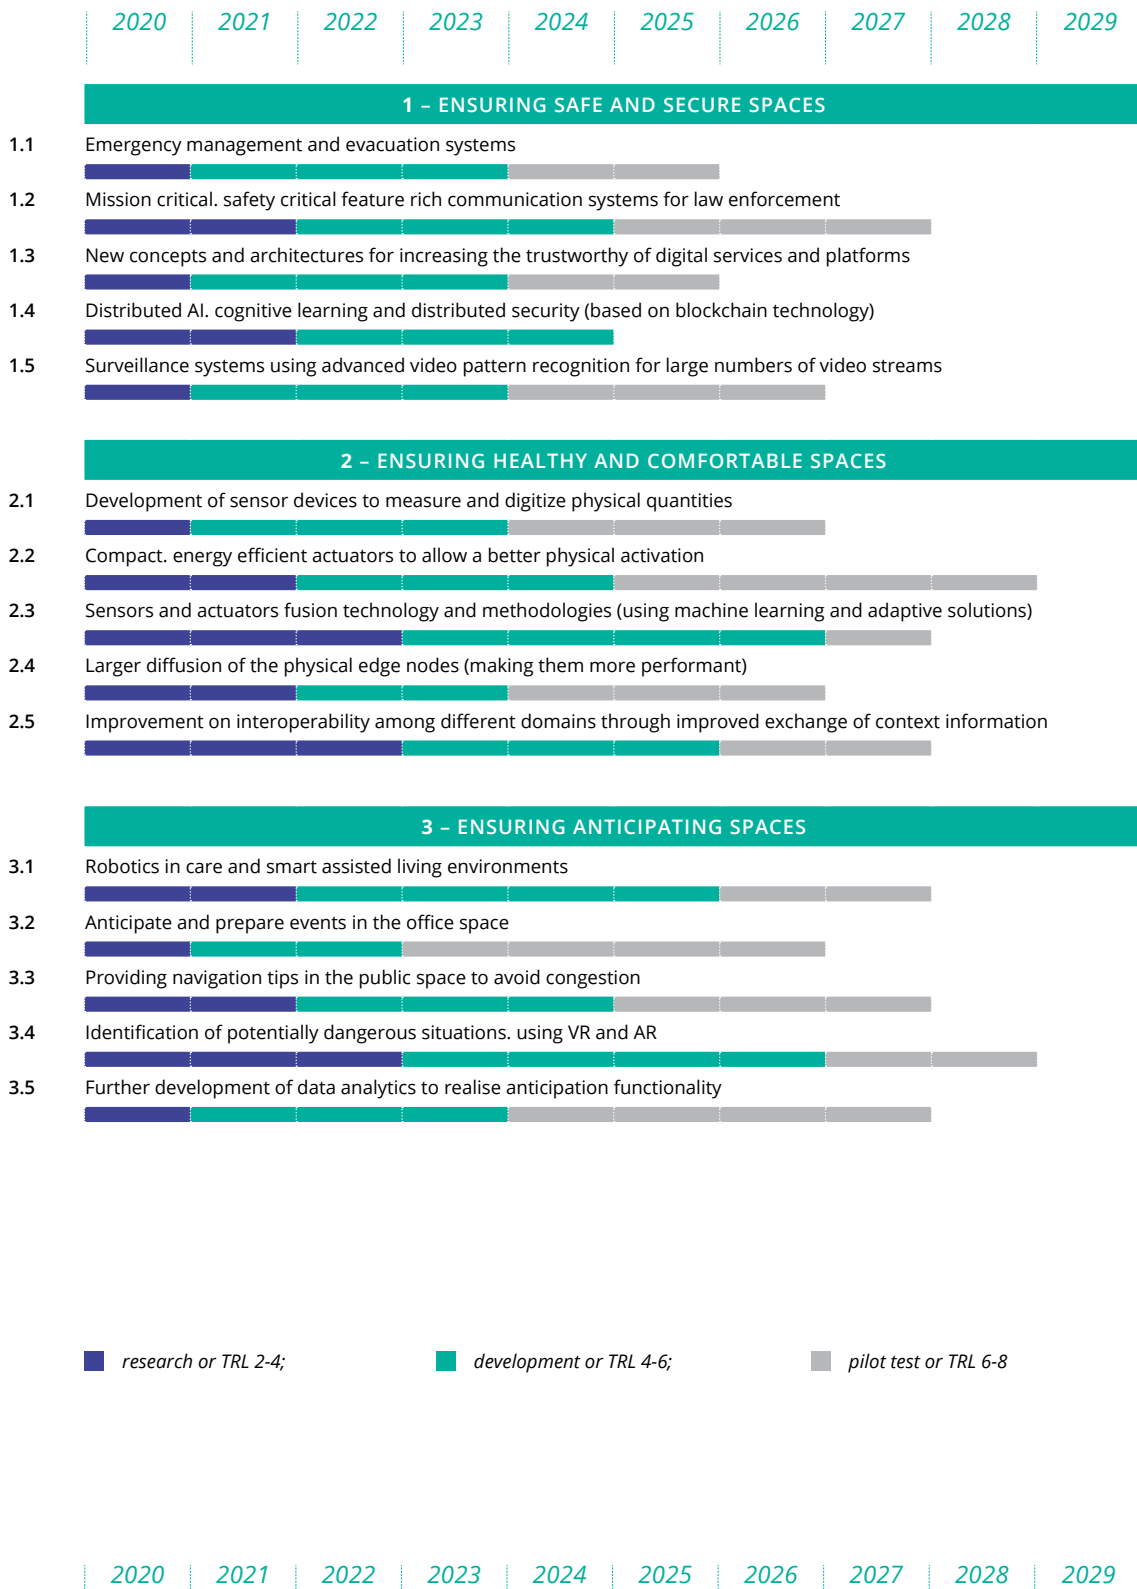 2020 2021 2022 2023 2024 2025 2026 2027 2028 2029
1 – ENSURING SAFE AND SECURE SPACES
1.1 Emergency management and evacuation systems
1.2 Mission critical. safety critical feature rich communication systems for law enforcement
1.3 New concepts and architectures for increasing the trustworthy of digital services and platforms
1.4 Distributed AI. cognitive learning and distributed security (based on blockchain technology)
1.5 Surveillance systems using advanced video pattern recognition for large numbers of video streams
2 – ENSURING HEALTHY AND COMFORTABLE SPACES
2.1 Development of sensor devices to measure and digitize physical quantities
2.2 Compact. energy efficient actuators to allow a better physical activation
2.3 Sensors and actuators fusion technology and methodologies (using machine learning and adaptive solutions)
2.4 Larger diffusion of the physical edge nodes (making them more performant)
2.5 Improvement on interoperability among different domains through improved exchange of context information
3 – ENSURING ANTICIPATING SPACES
3.1 Robotics in care and smart assisted living environments
3.2 Anticipate and prepare events in the office space
3.3 Providing navigation tips in the public space to avoid congestion
3.4 Identification of potentially dangerous situations. using VR and AR
3.5 Further development of data analytics to realise anticipation functionality
research or TRL 2-4; development or TRL 4-6; pilot test or TRL 6-8
2020 2021 2022 2023 2024 2025 2026 2027 2028 2029